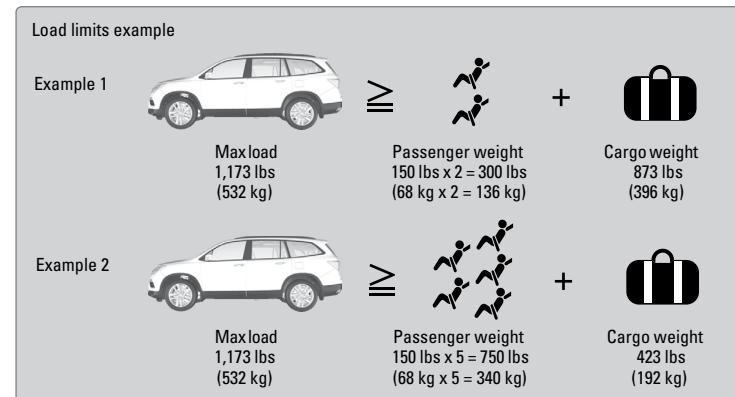 Load limits example
Example 1
Max load
1,173 lbs
(532 kg)
Passenger weight
150 lbs x 2 = 300 lbs
(68 kg x 2 = 136 kg)
Cargo weight
873 lbs
(396 kg)
≧
+
Example 2
Max load
1,173 lbs
(532 kg)
Passenger weight
150 lbs x 5 = 750 lbs
(68 kg x 5 = 340 kg)
Cargo weight
423 lbs
(192 kg)
≧
+